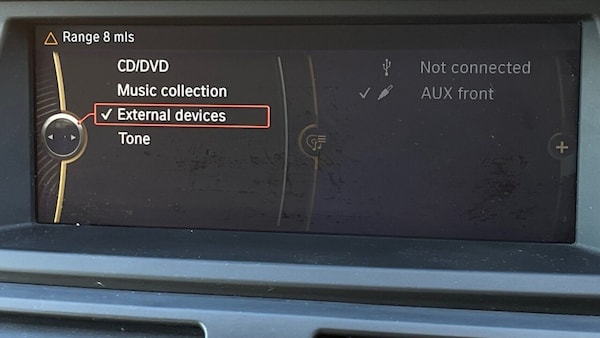 Range 8 mls
CD/DVD
Music collection
External devices
Tone
Not connected
AUX front